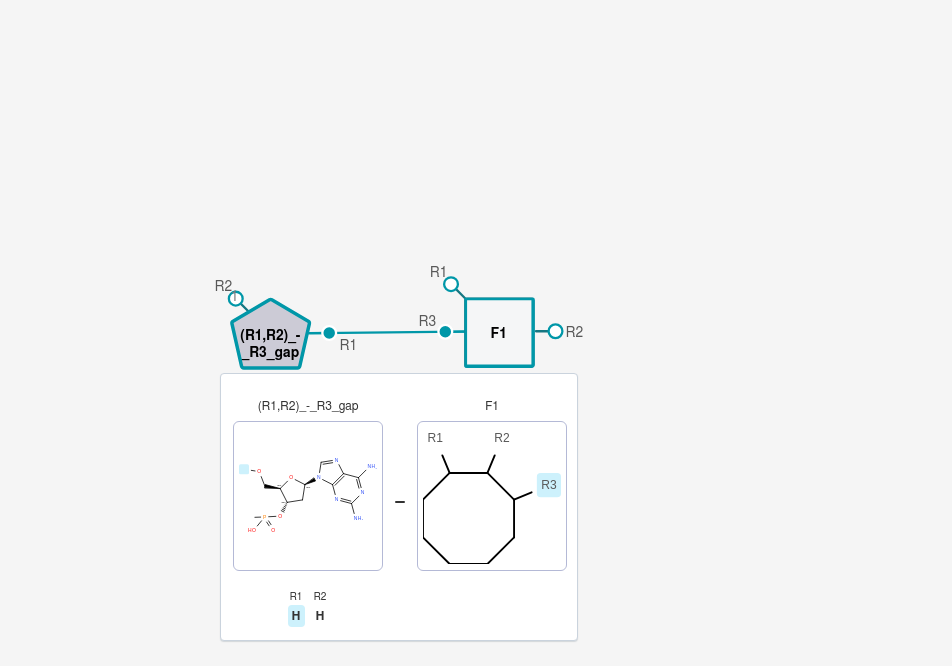 R1
R2
R3
(R1,R2)_-
_R3_gap
F1
R2
R1
(R1,R2)_-_R3_gap
F1
R1
R2
R3
O
O
N
N
NH
N
N
NH
O
P
HO
O
–
R1
R2
H
H